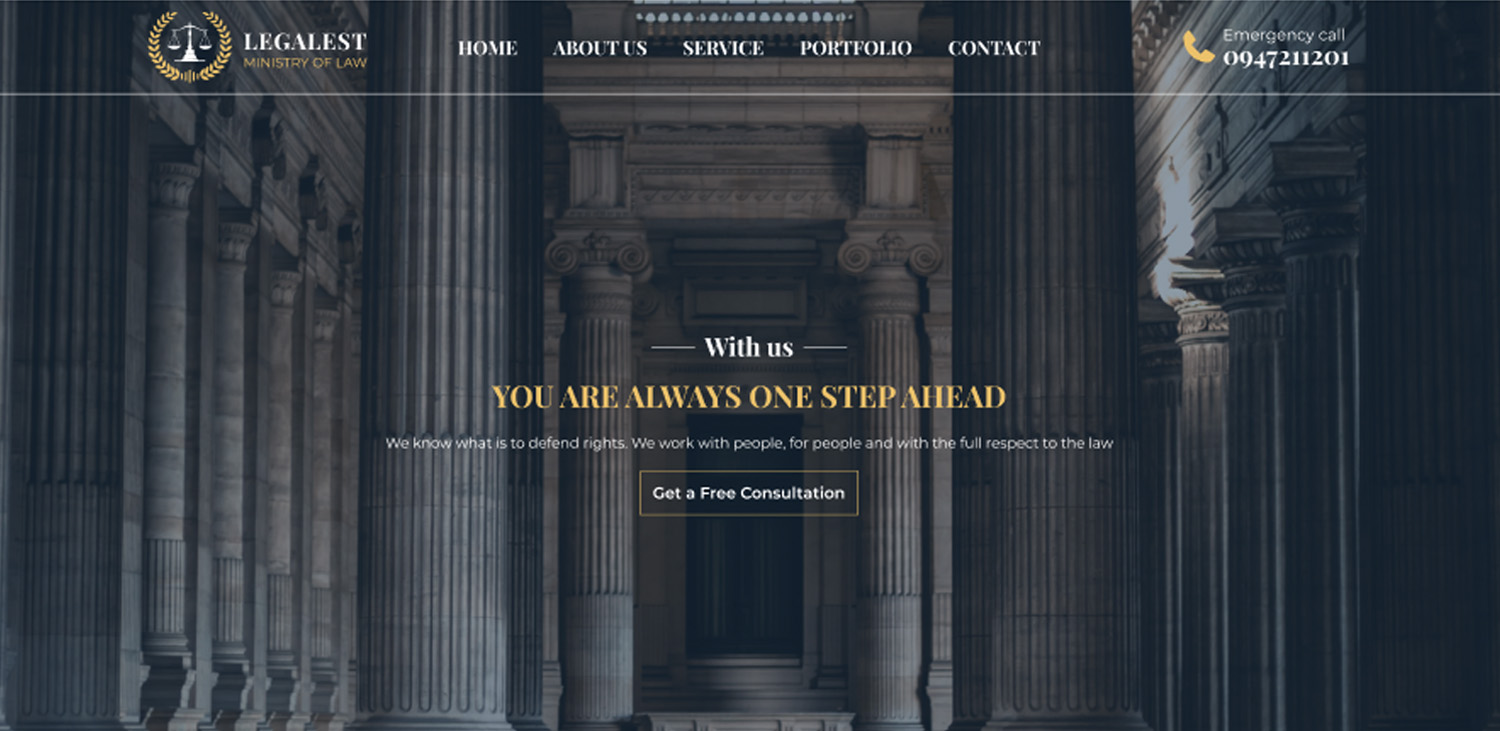 LEGALEST
MINISTRY OF LAW
HOME ABOUT US SERVICE PORTFOLIO CONTACT
Emergency call
0947211201
With us
YOU ARE ALWAYS ONE STEP AHEAD
We know what is to defend rights. We work with people, for people and with the full respect to the law
Get a Free Consultation